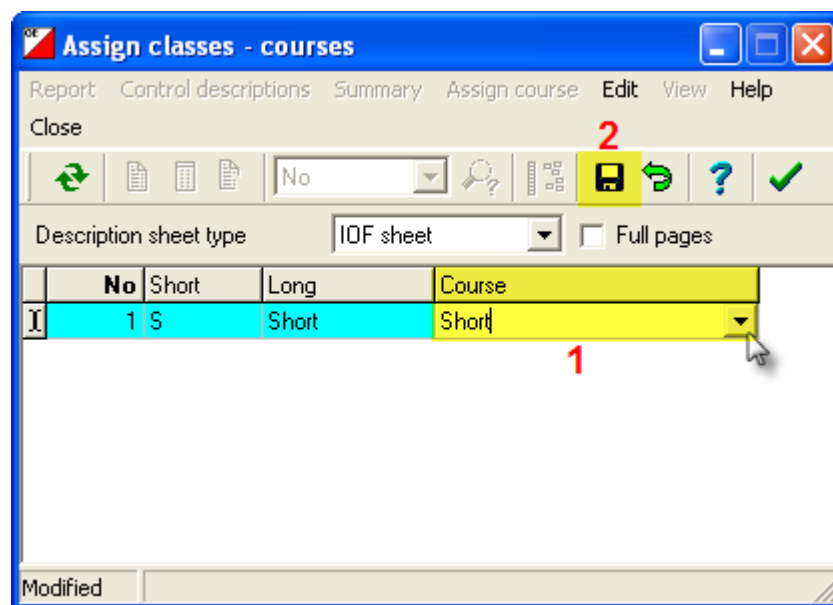 OE Assign classes - courses
Report Control descriptions Summary Assign course Edit View Help
Close
2
No ?
Description sheet type IOF sheet Full pages
No Short Long Course
1 S Short Short
1
Modified